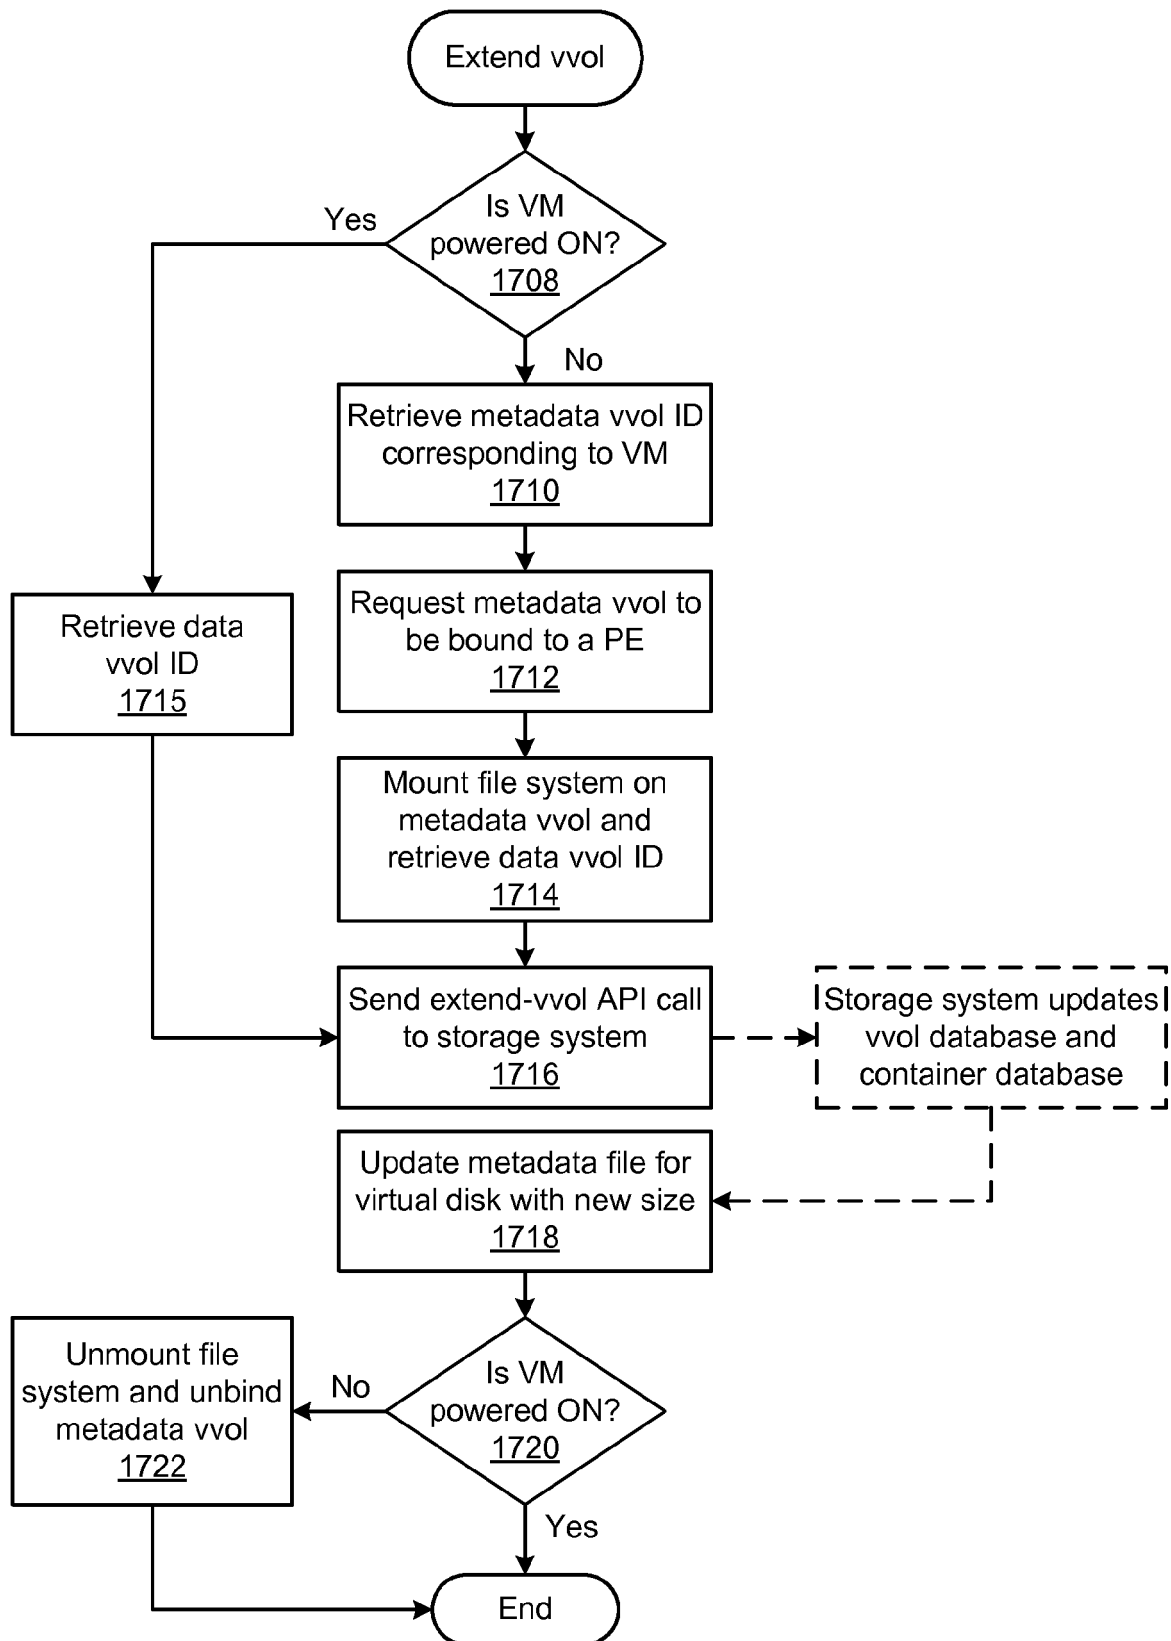 Extend vvol
Is VM
powered ON?
1708
Yes
No
Retrieve metadata vvol ID
corresponding to VM
1710
Request metadata vvol to
be bound to a PE
1712
Retrieve data
vvol ID
1715
Mount file system on
metadata vvol and
retrieve data vvol ID
1714
Send extend-vvol API call
to storage system
1716
Storage system updates
vvol database and
container database
Update metadata file for
virtual disk with new size
1718
Is VM
powered ON?
1720
No
Unmount file
system and unbind
metadata vvol
1722
Yes
End